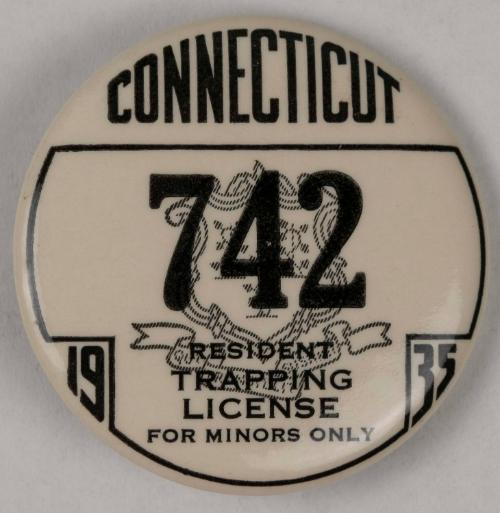 CONNECTICUT
742
RESIDENT
TRAPPING
LICENSE
FOR MINORS ONLY
19 35